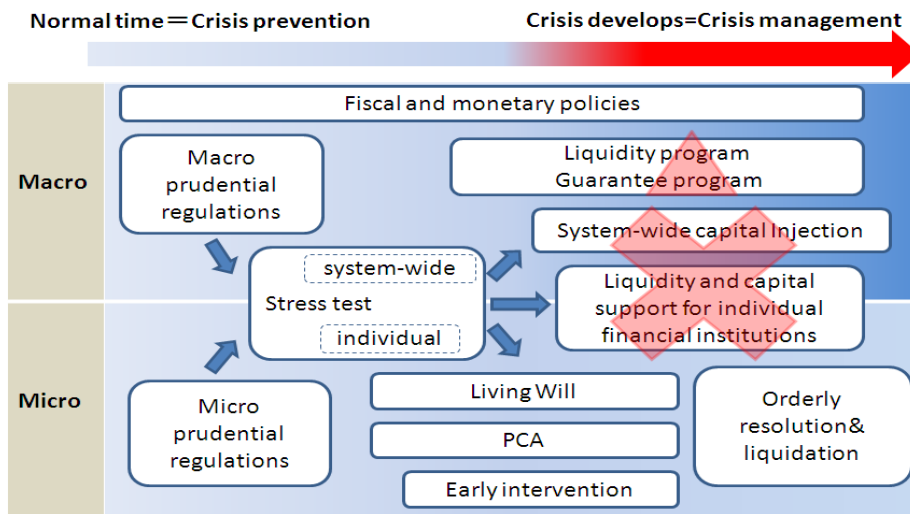 Normal time＝Crisis prevention
Crisis develops=Crisis management
Fiscal and monetary policies
Macro
Macro
prudential
regulations
Liquidity program
Guarantee program
System-wide capital Injection
system-wide
Stress test
individual
Liquidity and capital
support for individual
financial institutions
Micro
Micro
prudential
regulations
Living Will
PCA
Early intervention
Orderly
resolution&
liquidation